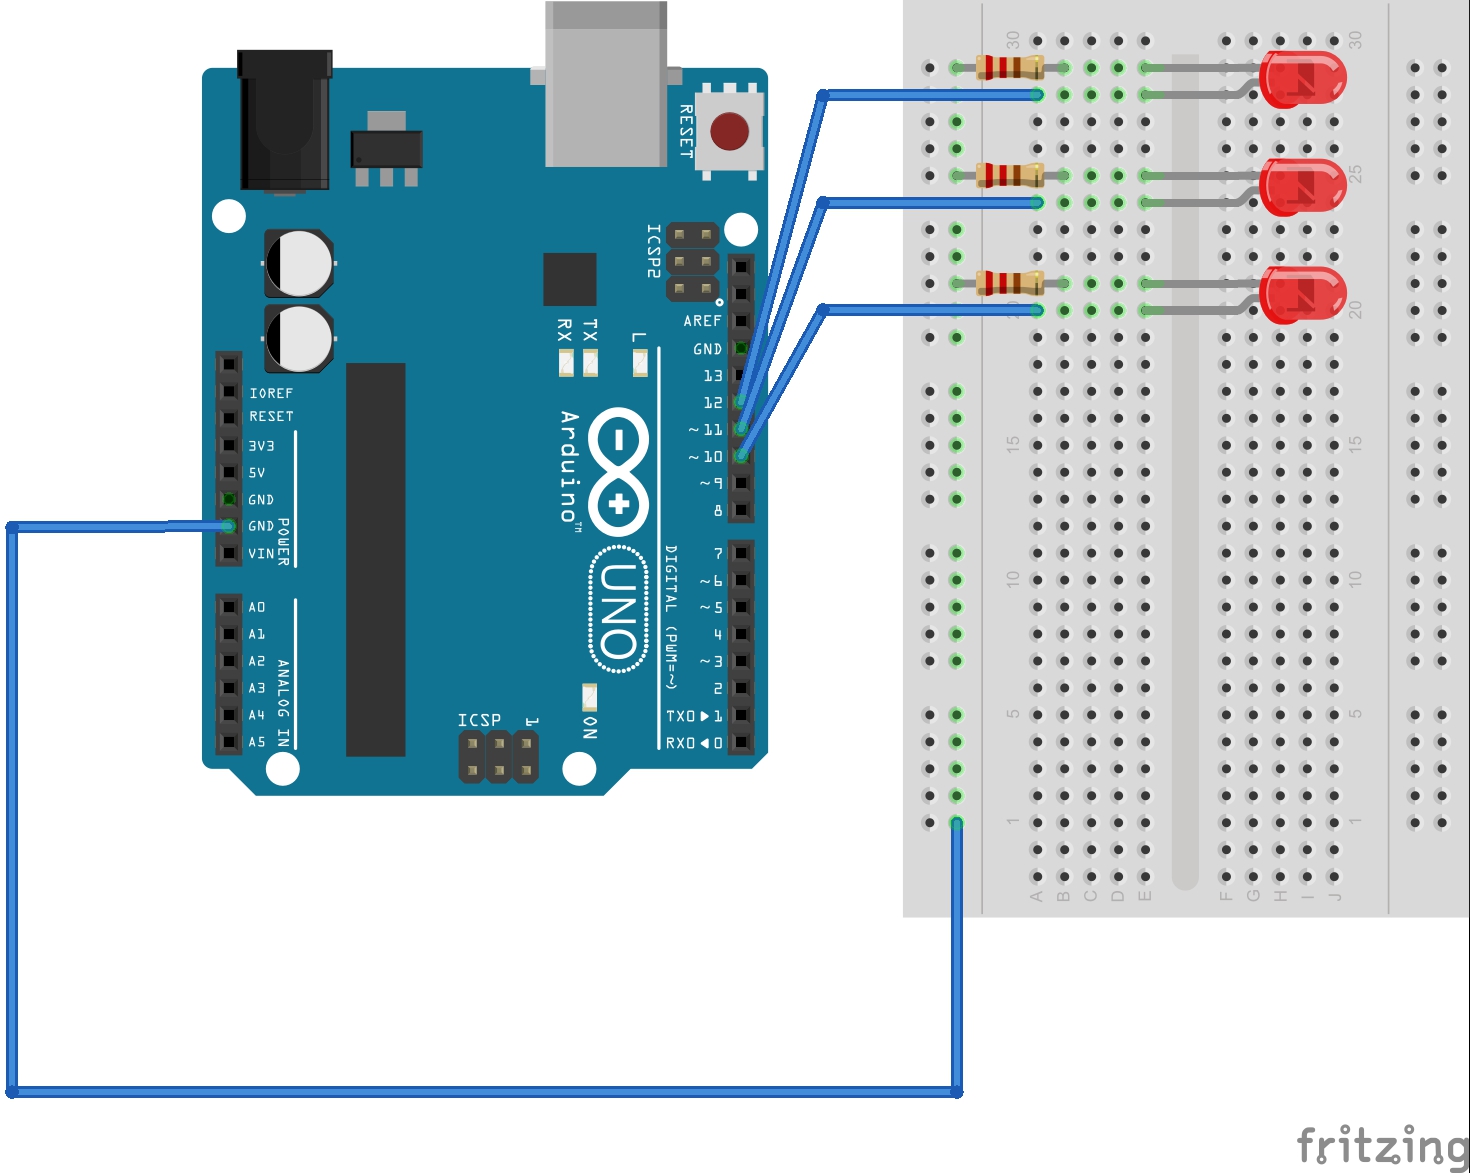 RESET
ICSP2
AREF
GND
13
12
~11
~10
~9
8
RX
TX
L
IOREF
RESET
3V3
5V
GND
GND
VIN
POWER
Arduino™
UNO
DIGITAL (PWM=~)
7
~6
~5
4
~3
2
TX0▶1
RX0◀0
A0
A1
A2
A3
A4
A5
ANALOG IN
ICSP
1
ON
30
25
20
15
10
5
1
30
25
20
15
10
5
1
A B C D E F G H I J
fritzing